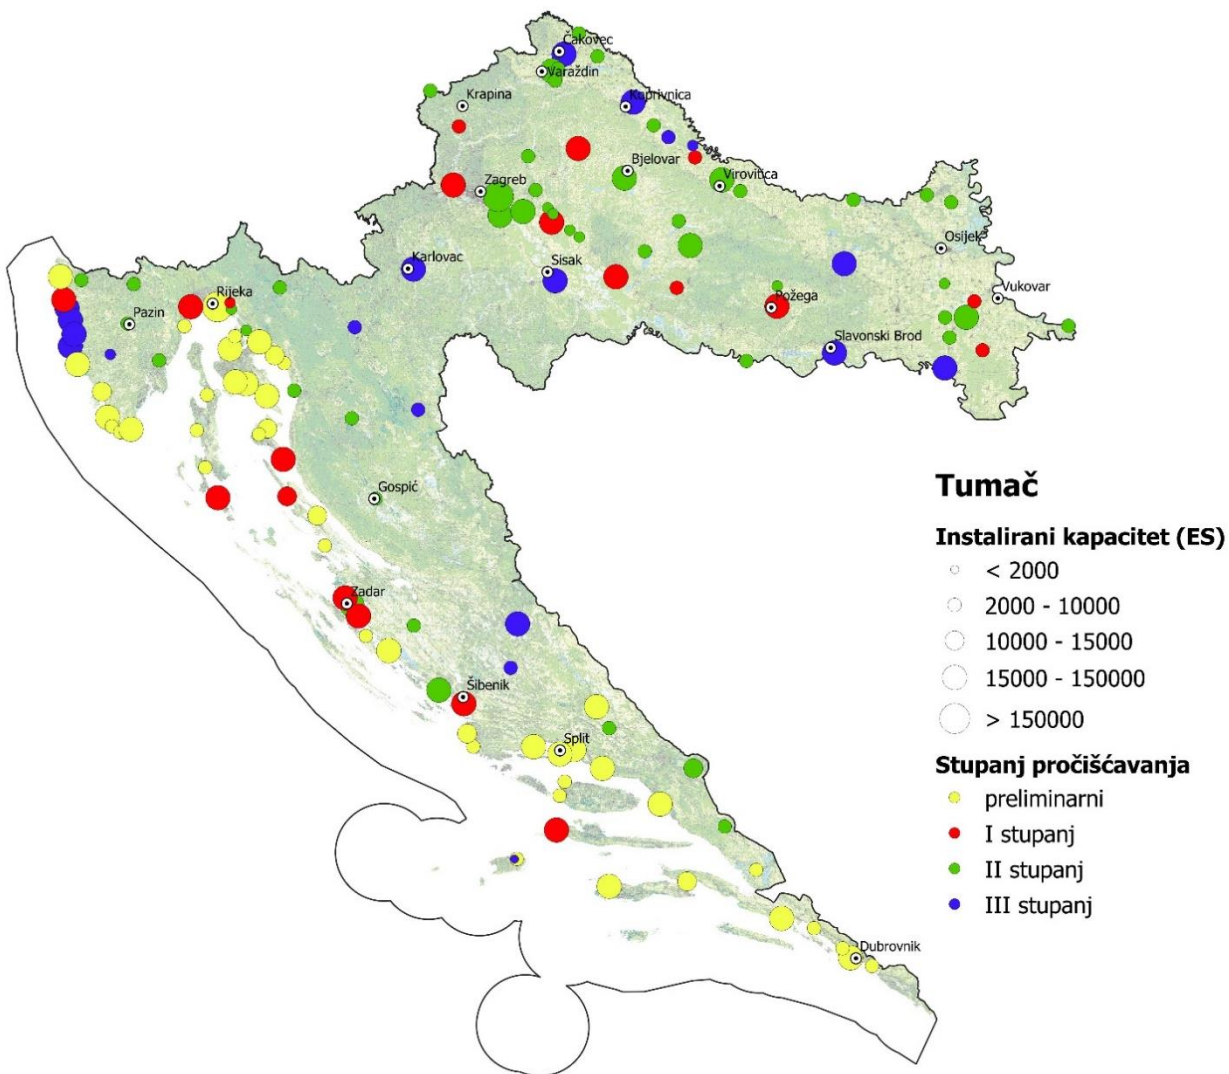 Čakovec
Varaždin
Krapina
Koprivnica
Bjelovar
Zagreb
Virovitica
Osijek
Karlovac
Sisak
Rijeka
Vukovar
Požega
Pazin
Slavonski Brod
Gospić
Zadar
Šibenik
Split
Dubrovnik
Tumač
Instalirani kapacitet (ES)
< 2000
2000 - 10000
10000 - 15000
15000 - 150000
> 150000
Stupanj pročišćavanja
preliminarni
I stupanj
II stupanj
III stupanj